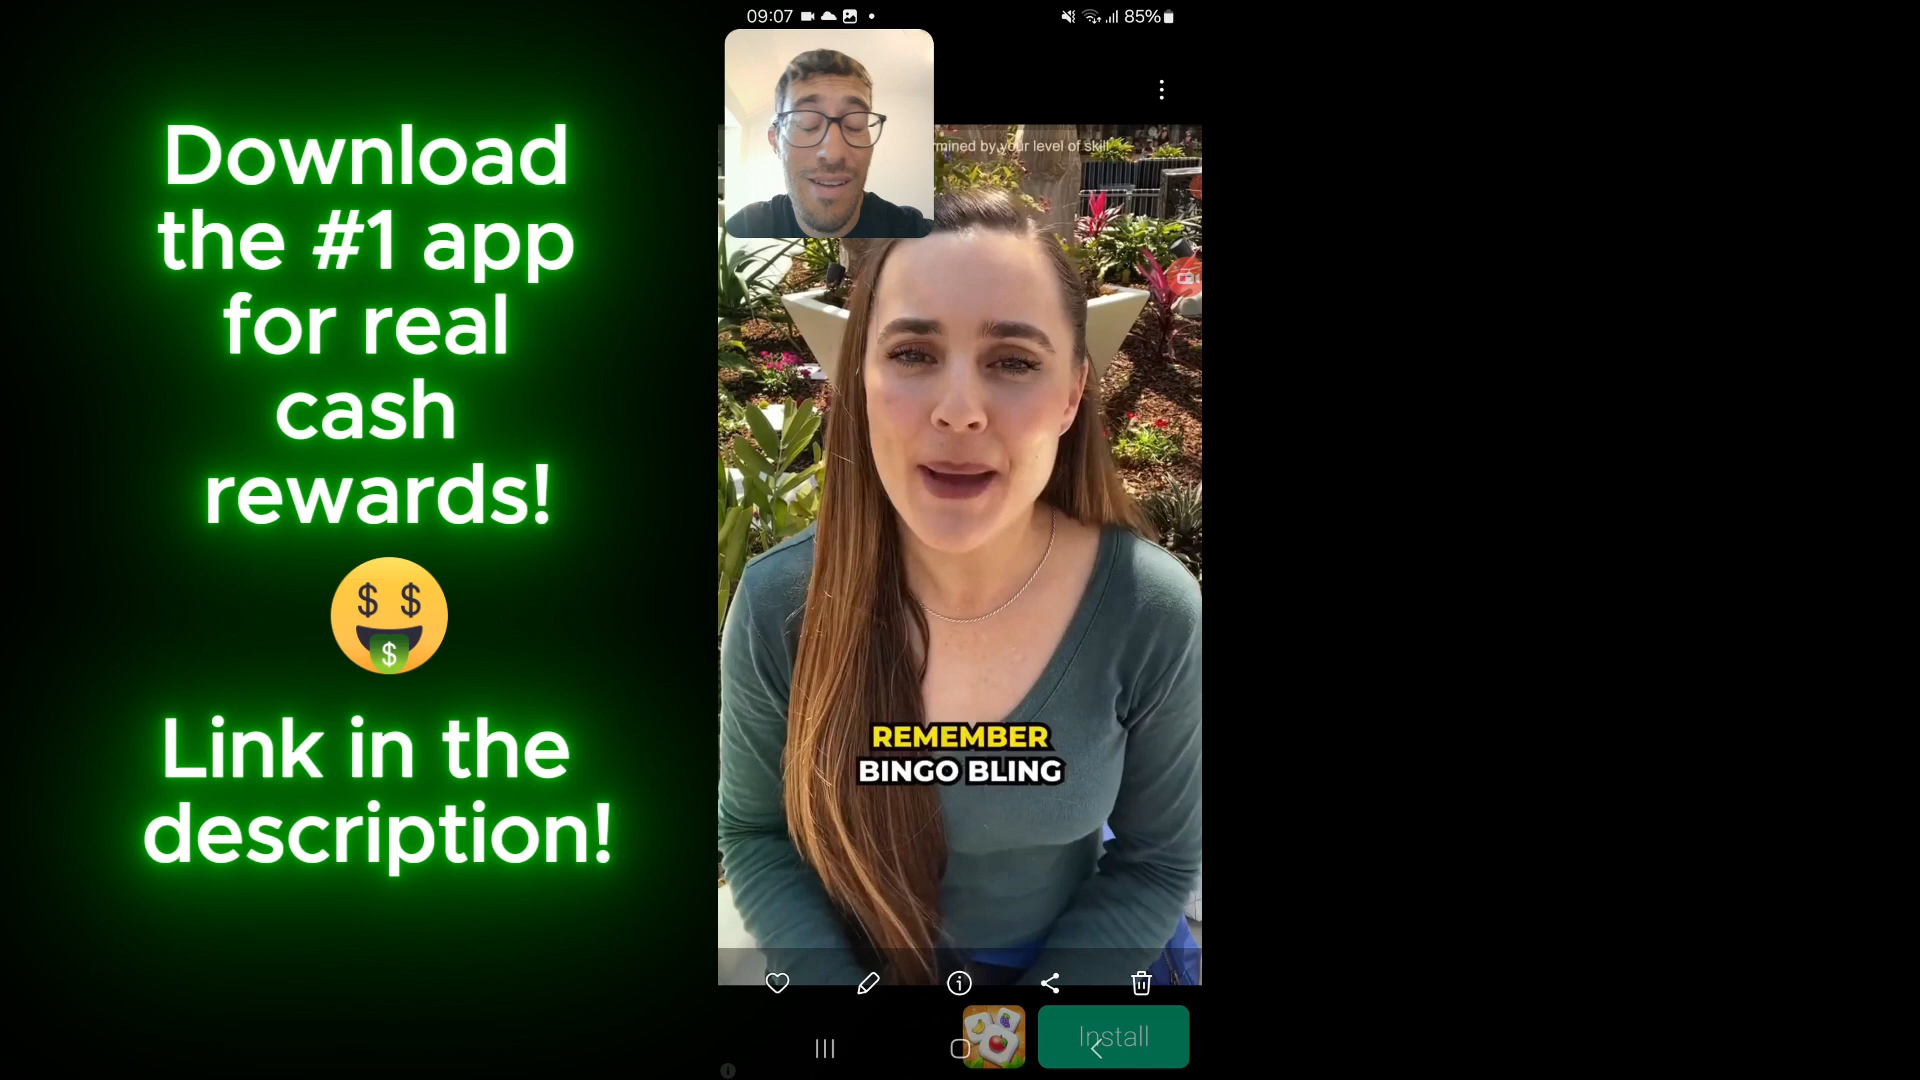 Download
the #1 app
for real
cash
rewards!
Link in the
description!
09:07
85%
rmined by your level of skill
REMEMBER
BINGO BLING
Install